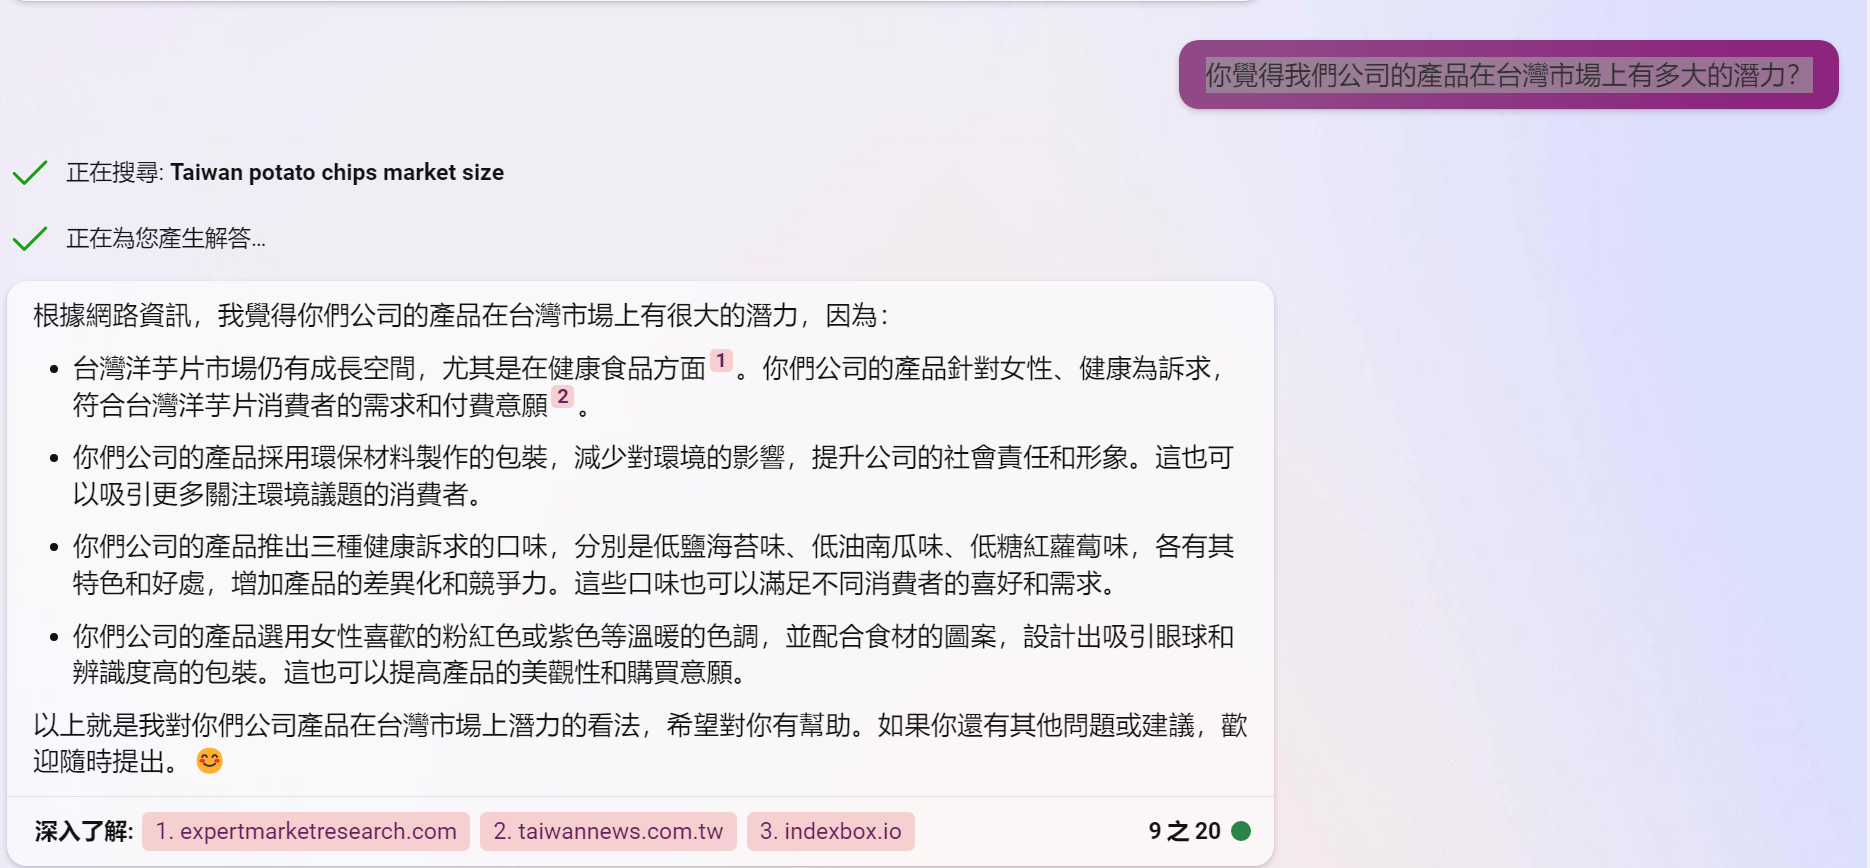 你覺得我們公司的產品在台灣市場上有多大的潛力？
正在搜尋: Taiwan potato chips market size
正在為您產生解答...
根據網路資訊，我覺得你們公司的產品在台灣市場上有很大的潛力，因為：
• 台灣洋芋片市場仍有成長空間，尤其是在健康食品方面1。你們公司的產品針對女性、健康為訴求，
符合台灣洋芋片消費者的需求和付費意願2。
• 你們公司的產品採用環保材料製作的包裝，減少對環境的影響，提升公司的社會責任和形象。這也可
以吸引更多關注環境議題的消費者。
• 你們公司的產品推出三種健康訴求的口味，分別是低鹽海苔味、低油南瓜味、低糖紅蘿蔔味，各有其
特色和好處，增加產品的差異化和競爭力。這些口味也可以滿足不同消費者的喜好和需求。
• 你們公司的產品選用女性喜歡的粉紅色或紫色等溫暖的色調，並配合食材的圖案，設計出吸引眼球和
辨識度高的包裝。這也可以提高產品的美觀性和購買意願。
以上就是我對你們公司產品在台灣市場上潛力的看法，希望對你有幫助。如果你還有其他問題或建議，歡
迎隨時提出。😊
深入了解: 1. expertmarketresearch.com 2. taiwannews.com.tw 3. indexbox.io 9 之 20